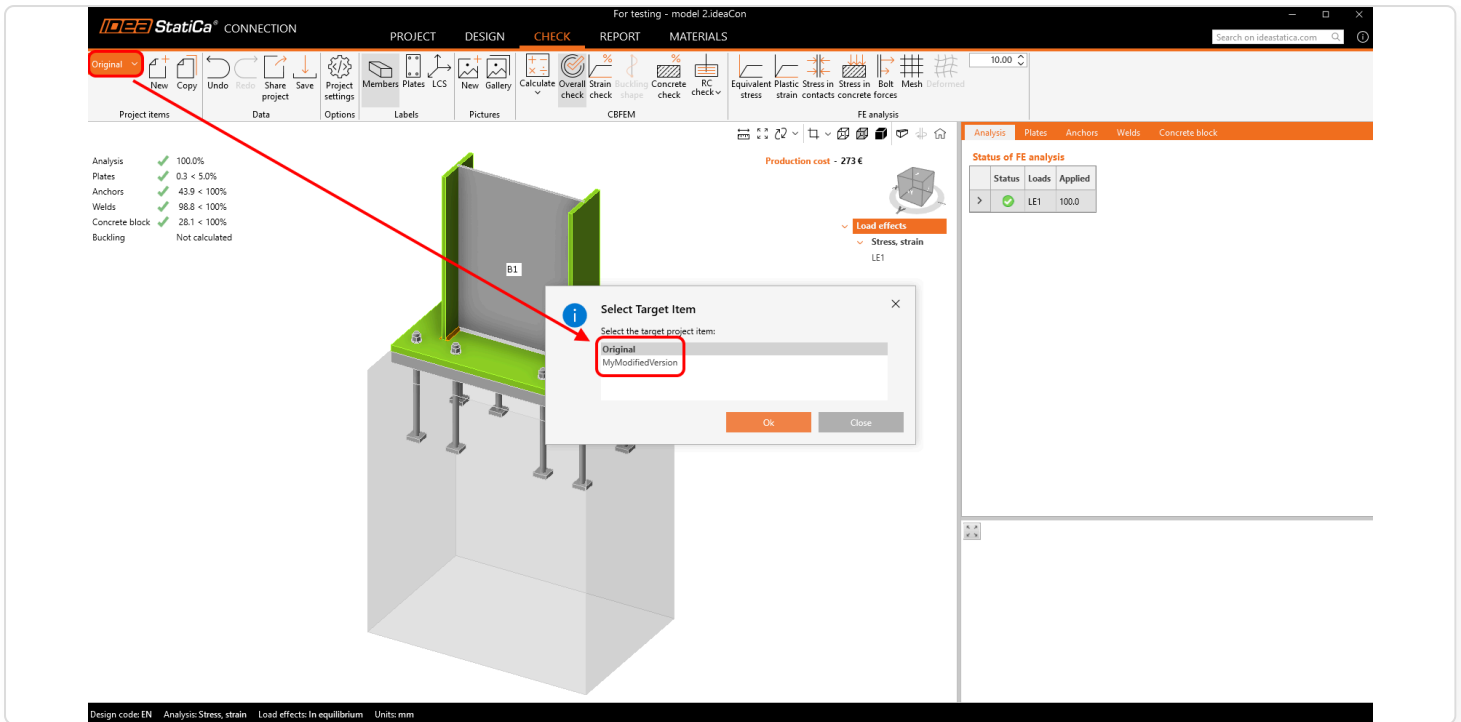 For testing - model 2.ideaCon
IDEA StatiCa® CONNECTION
PROJECT DESIGN CHECK REPORT MATERIALS
Search on ideastatica.com
Original
New
Copy
Undo
Redo
Share project
Save
Project settings
Members
Plates
LCS
New
Gallery
Calculate
Overall check
Strain check
Buckling shape
Concrete check
RC check
Equivalent stress
Plastic strain
Stress in contacts
Stress in concrete
Bolt forces
Mesh
Deformed
10.00
Project items
Data
Options
Labels
Pictures
CBFEM
FE analysis
Analysis 100.0%
Plates 0.3 < 5.0%
Anchors 43.9 < 100%
Welds 98.8 < 100%
Concrete block 28.1 < 100%
Buckling Not calculated
Production cost - 273 €
Load effects
Stress, strain
LE1
B1
Select Target Item
Select the target project item:
Original
MyModifiedVersion
Ok
Close
Analysis Plates Anchors Welds Concrete block
Status of FE analysis
Status Loads Applied
LE1 100.0
Design code: EN Analysis: Stress, strain Load effects: In equilibrium Units: mm